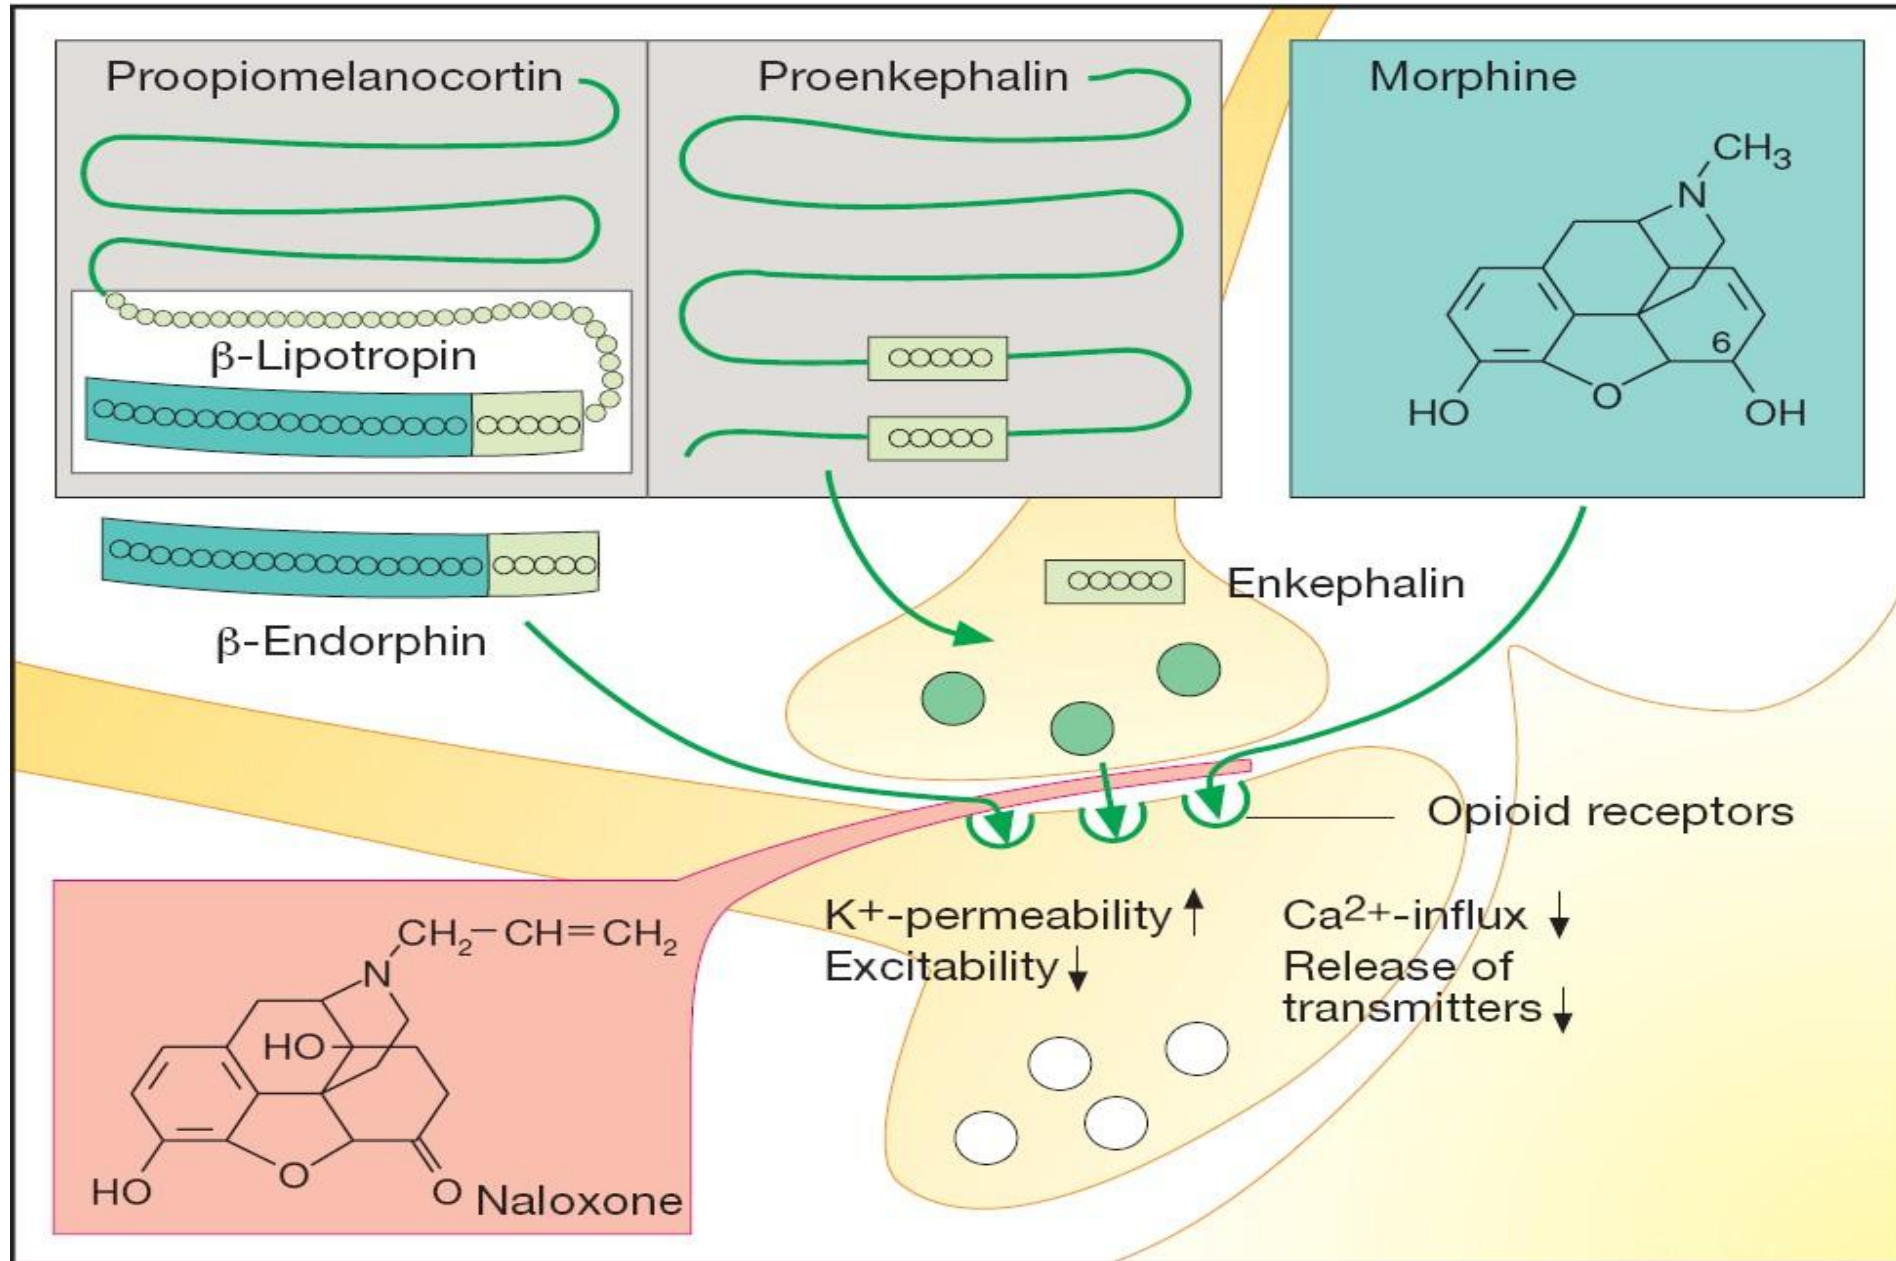 Proopiomelanocortin
Proenkephalin
Morphine
CH₃
N
6
HO
O
OH
β-Lipotropin
β-Endorphin
Enkephalin
Opioid receptors
K⁺-permeability ↑
Excitability ↓
Ca²⁺-influx ↓
Release of
transmitters ↓
CH₂–CH=CH₂
N
HO
HO
O
O
Naloxone